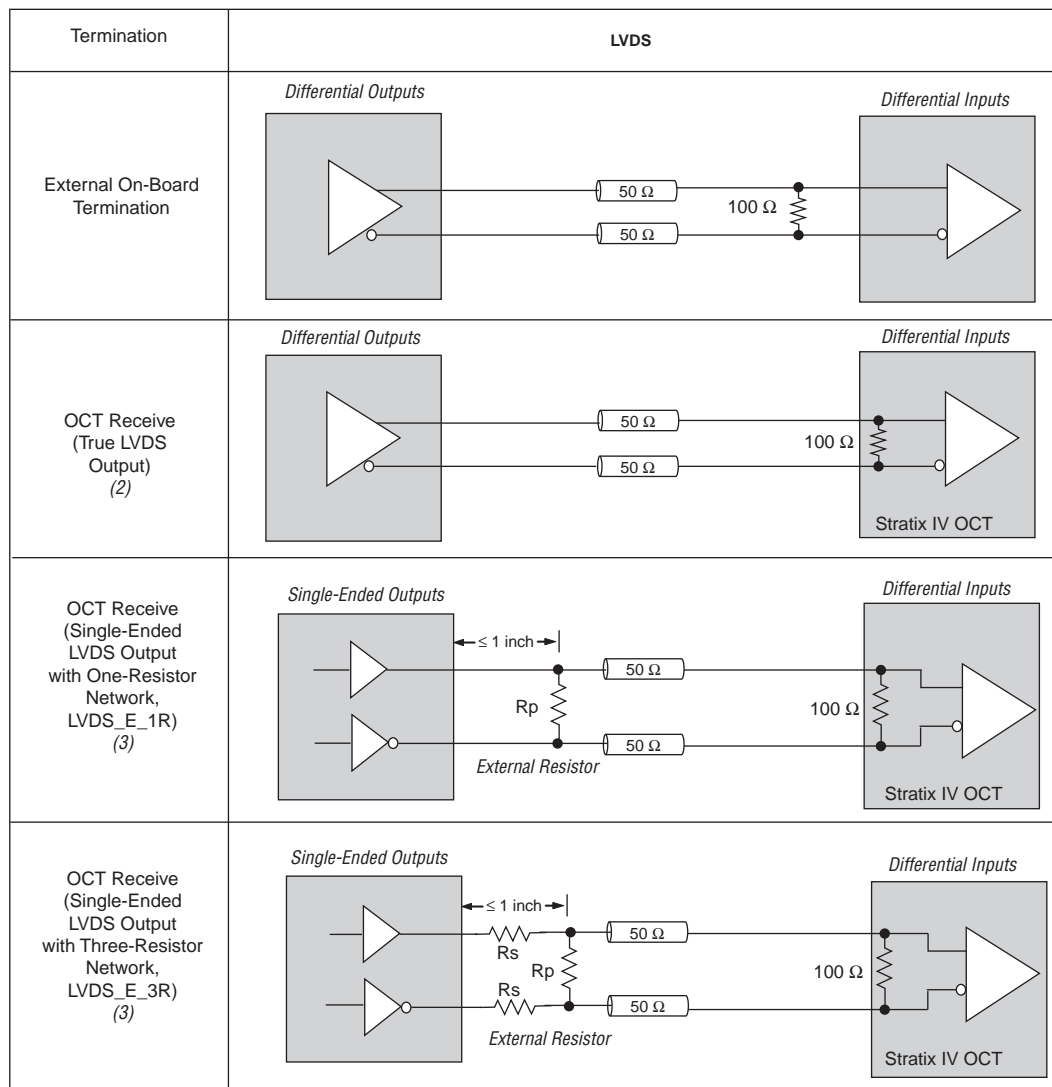 Termination
LVDS
External On-Board
Termination
Differential Outputs
Differential Inputs
50 Ω
50 Ω
100 Ω
OCT Receive
(True LVDS
Output)
(2)
Differential Outputs
Differential Inputs
50 Ω
50 Ω
100 Ω
Stratix IV OCT
OCT Receive
(Single-Ended
LVDS Output
with One-Resistor
Network,
LVDS_E_1R)
(3)
Single-Ended Outputs
Differential Inputs
≤ 1 inch
50 Ω
Rp
100 Ω
50 Ω
External Resistor
Stratix IV OCT
OCT Receive
(Single-Ended
LVDS Output
with Three-Resistor
Network,
LVDS_E_3R)
(3)
Single-Ended Outputs
Differential Inputs
≤ 1 inch
50 Ω
Rs
Rp
100 Ω
Rs
50 Ω
External Resistor
Stratix IV OCT